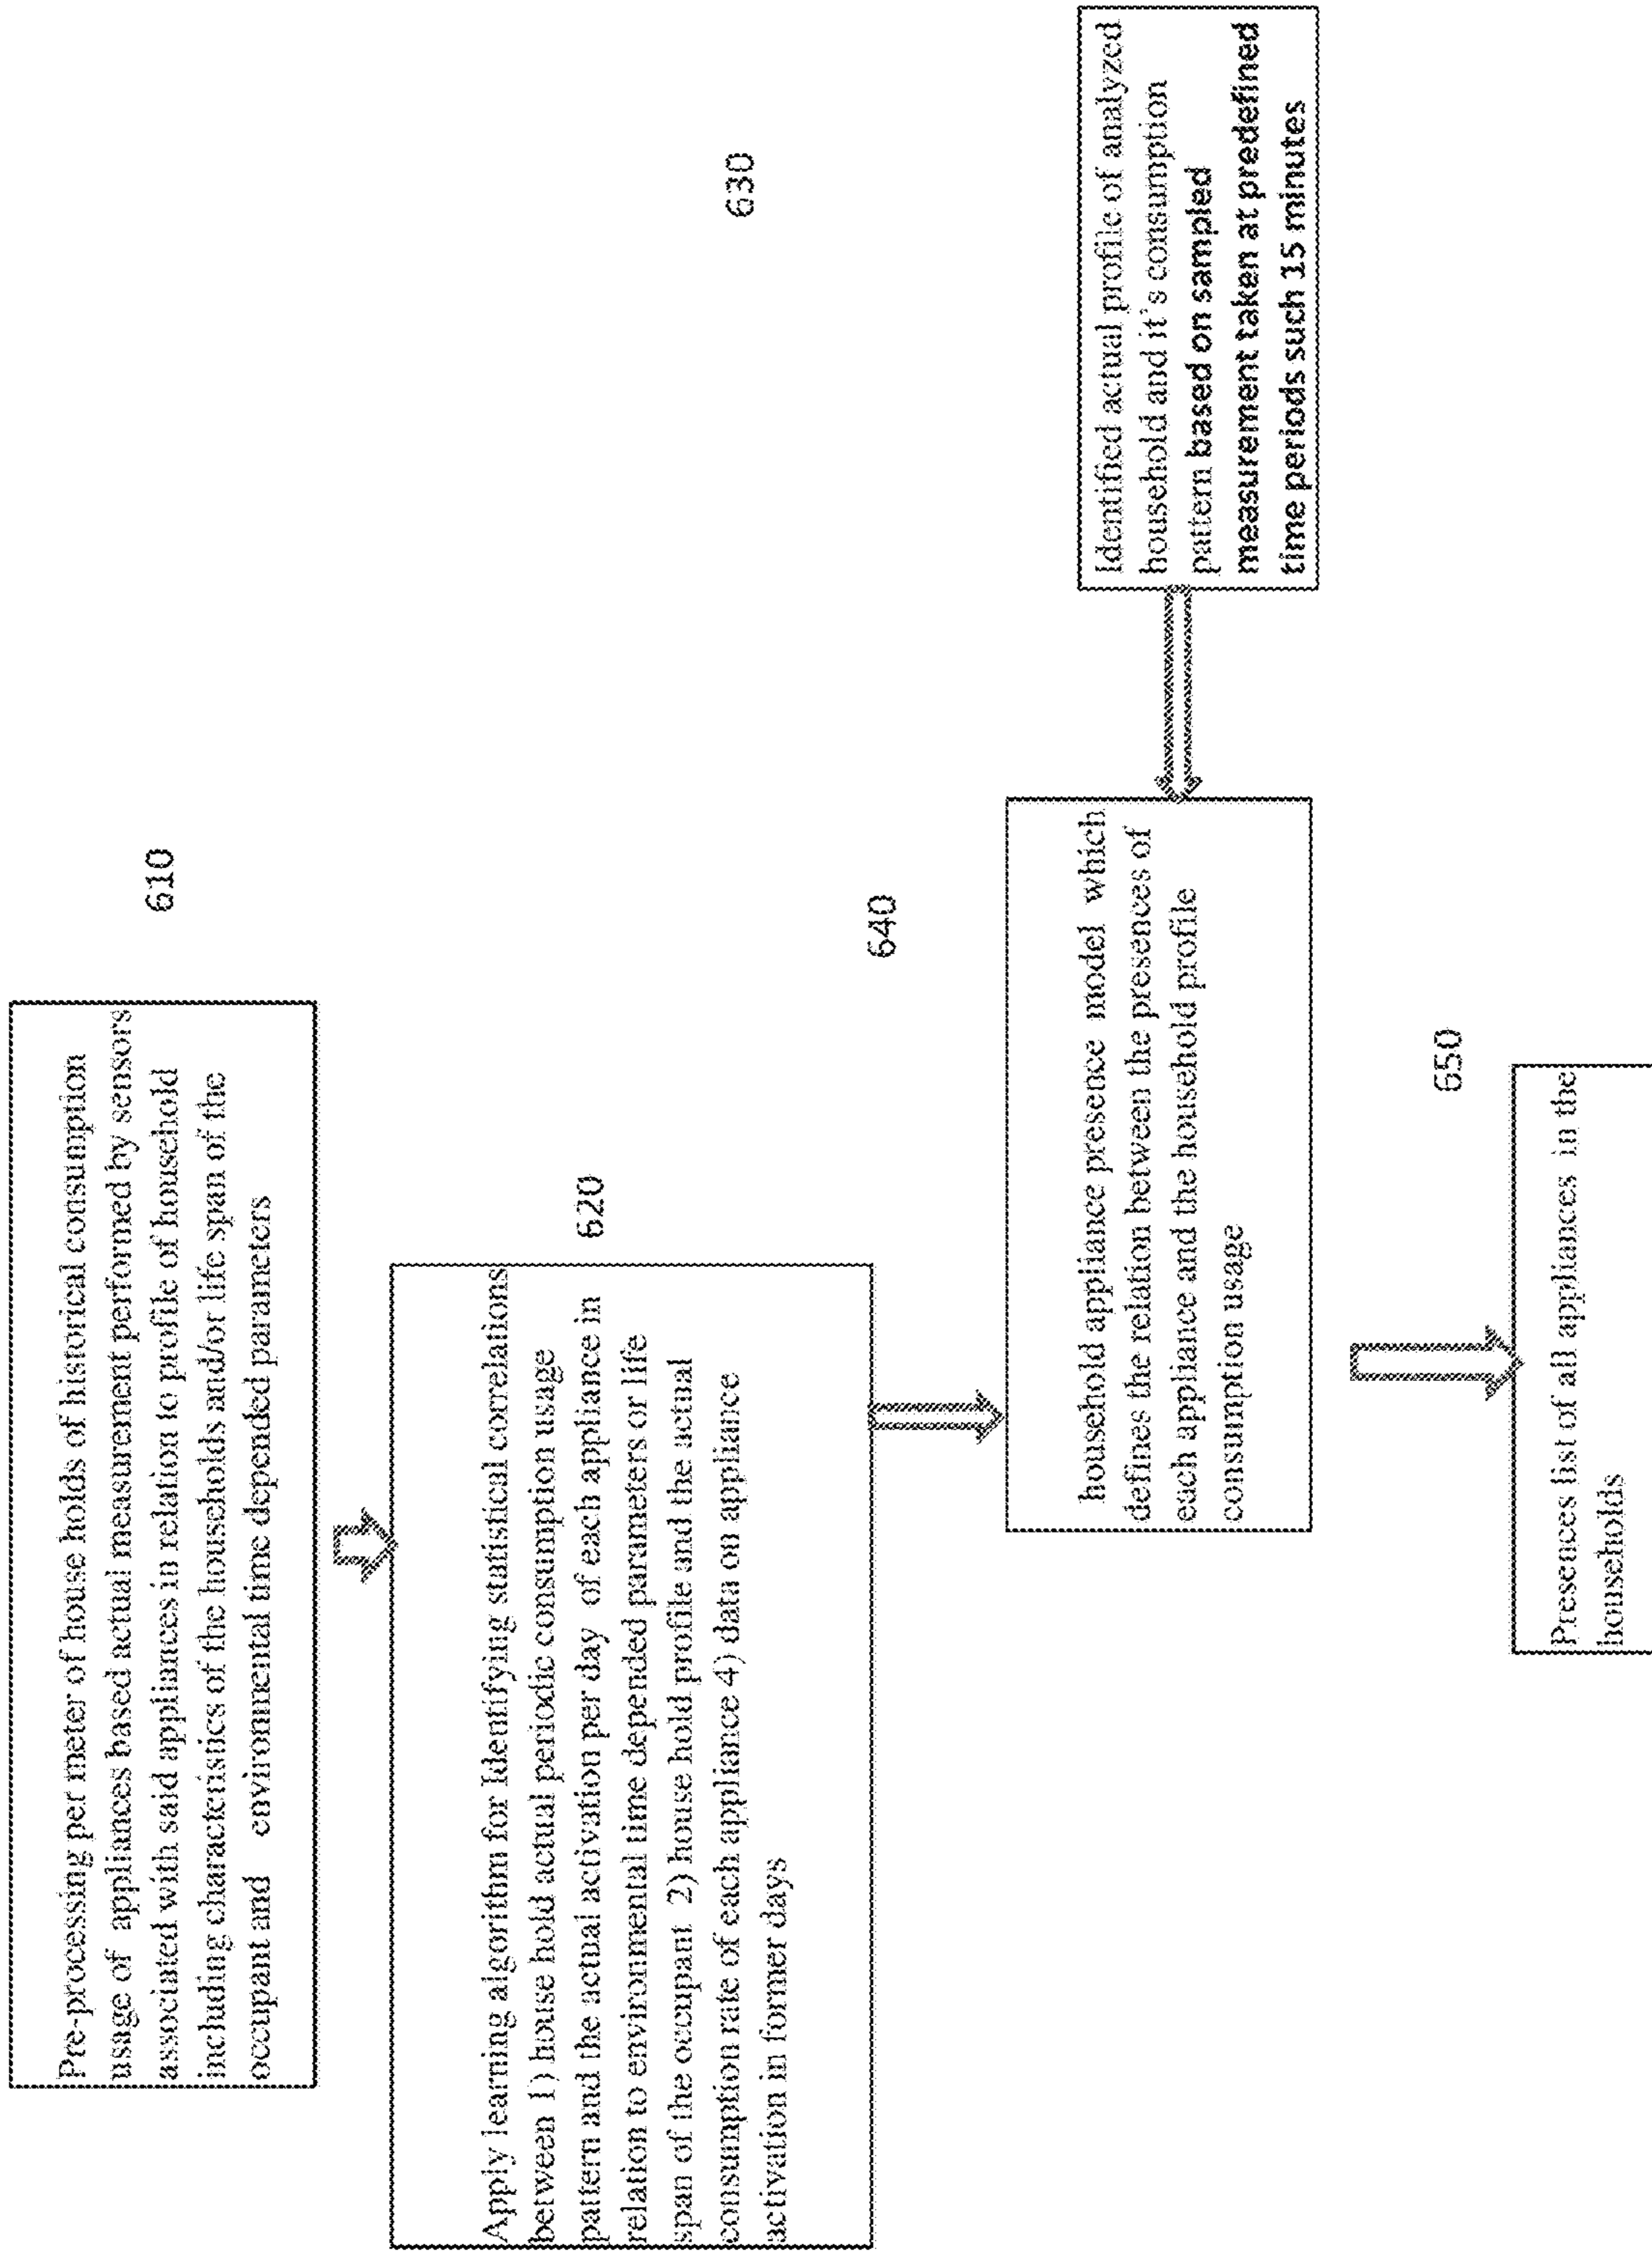 Pre-processing per meter of house holds of historical consumption
usage of appliances based actual measurement performed by sensors
associated with said appliances in relation to profile of household
including characteristics of the households and/or life span of the
occupant and environmental time depended parameters
610
Apply learning algorithm for Identifying statistical correlations
between 1) house hold actual periodic consumption usage
pattern and the actual activation per day of each appliance in
relation to environmental time depended parameters or life
span of the occupant 2) house hold profile and the actual
consumption rate of each appliance 4) data on appliance
activation in former days
620
630
Identified actual profile of analyzed
household and it's consumption
pattern based on sampled
measurement taken at predefined
time periods such 15 minutes
640
household appliance presence model which
defines the relation between the presences of
each appliance and the household profile
consumption usage
650
Presences list of all appliances in the
households